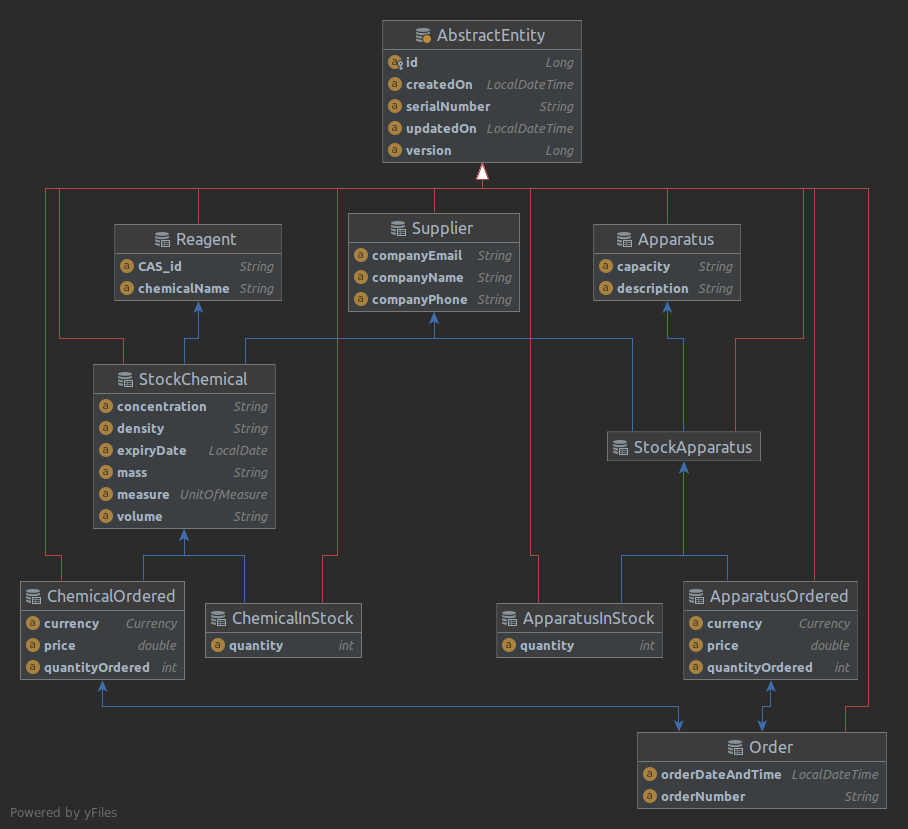 AbstractEntity
id Long
createdOn LocalDateTime
serialNumber String
updatedOn LocalDateTime
version Long
Reagent
CAS_id String
chemicalName String
Supplier
companyEmail String
companyName String
companyPhone String
Apparatus
capacity String
description String
StockChemical
concentration String
density String
expiryDate LocalDate
mass String
measure UnitOfMeasure
volume String
StockApparatus
ChemicalOrdered
currency Currency
price double
quantityOrdered int
ChemicalInStock
quantity int
ApparatusInStock
quantity int
ApparatusOrdered
currency Currency
price double
quantityOrdered int
Order
orderDateAndTime LocalDateTime
orderNumber String
Powered by yFiles